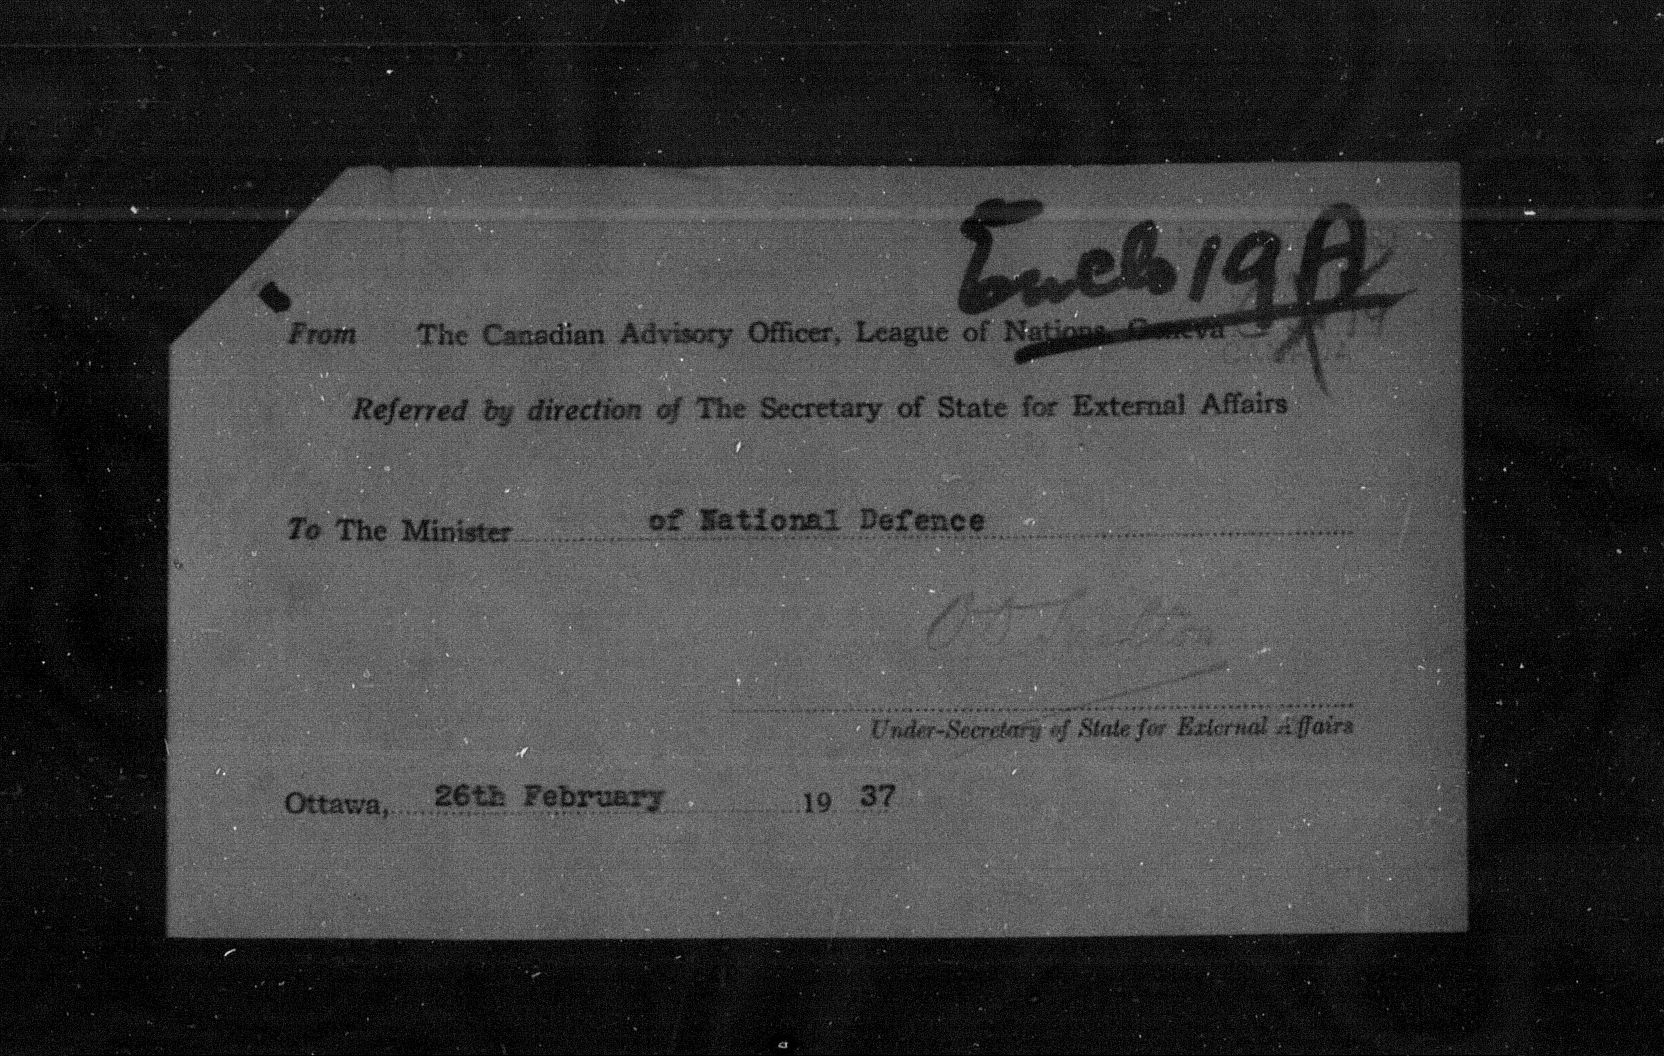 Encl. 19A
From The Canadian Advisory Officer, League of Nations, Geneva
Referred by direction of The Secretary of State for External Affairs
To The Minister of National Defence
Under-Secretary of State for External Affairs
Ottawa, 26th February 19 37